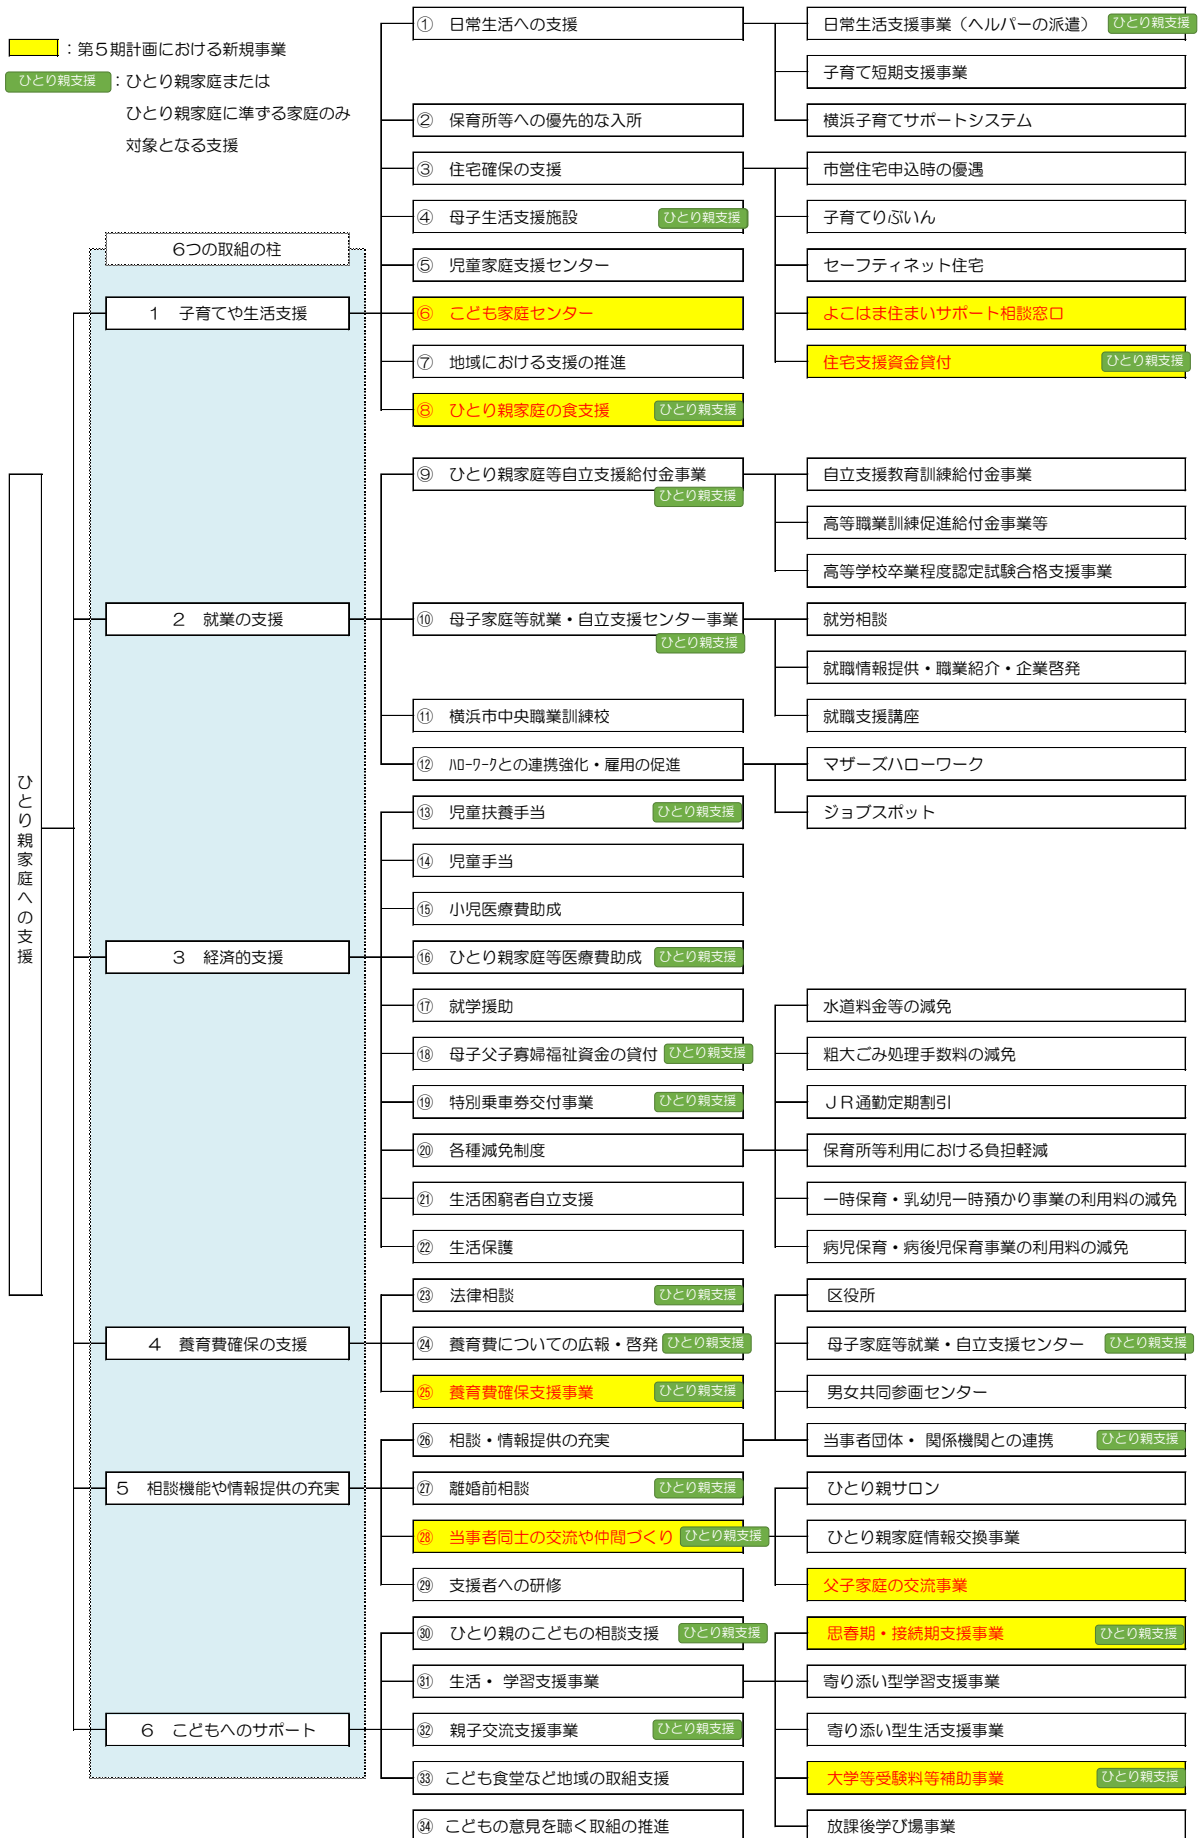 ：第５期計画における新規事業
ひとり親支援
：ひとり親家庭または
ひとり親家庭に準ずる家庭のみ
対象となる支援
ひとり親家庭への支援
６つの取組の柱
１　子育てや生活支援
① 日常生活への支援
日常生活支援事業（ヘルパーの派遣） ひとり親支援
子育て短期支援事業
横浜子育てサポートシステム
② 保育所等への優先的な入所
③ 住宅確保の支援
市営住宅申込時の優遇
子育てりぶいん
セーフティネット住宅
よこはま住まいサポート相談窓口
住宅支援資金貸付 ひとり親支援
④ 母子生活支援施設 ひとり親支援
⑤ 児童家庭支援センター
⑥ こども家庭センター
⑦ 地域における支援の推進
⑧ ひとり親家庭の食支援 ひとり親支援
２　就業の支援
⑨ ひとり親家庭等自立支援給付金事業
ひとり親支援
自立支援教育訓練給付金事業
高等職業訓練促進給付金事業等
高等学校卒業程度認定試験合格支援事業
⑩ 母子家庭等就業・自立支援センター事業
ひとり親支援
就労相談
就職情報提供・職業紹介・企業啓発
就職支援講座
⑪ 横浜市中央職業訓練校
⑫ ﾊﾛｰﾜｰｸとの連携強化・雇用の促進
マザーズハローワーク
ジョブスポット
３　経済的支援
⑬ 児童扶養手当 ひとり親支援
⑭ 児童手当
⑮ 小児医療費助成
⑯ ひとり親家庭等医療費助成 ひとり親支援
⑰ 就学援助
⑱ 母子父子寡婦福祉資金の貸付 ひとり親支援
⑲ 特別乗車券交付事業 ひとり親支援
⑳ 各種減免制度
水道料金等の減免
粗大ごみ処理手数料の減免
ＪＲ通勤定期割引
保育所等利用における負担軽減
一時保育・乳幼児一時預かり事業の利用料の減免
病児保育・病後児保育事業の利用料の減免
㉑ 生活困窮者自立支援
㉒ 生活保護
４　養育費確保の支援
㉓ 法律相談 ひとり親支援
㉔ 養育費についての広報・啓発 ひとり親支援
㉕ 養育費確保支援事業 ひとり親支援
５　相談機能や情報提供の充実
㉖ 相談・情報提供の充実
区役所
母子家庭等就業・自立支援センター ひとり親支援
男女共同参画センター
当事者団体・ 関係機関との連携 ひとり親支援
㉗ 離婚前相談 ひとり親支援
㉘ 当事者同士の交流や仲間づくり ひとり親支援
ひとり親サロン
ひとり親家庭情報交換事業
父子家庭の交流事業
㉙ 支援者への研修
６　こどもへのサポート
㉚ ひとり親のこどもの相談支援 ひとり親支援
㉛ 生活・ 学習支援事業
思春期・接続期支援事業 ひとり親支援
寄り添い型学習支援事業
寄り添い型生活支援事業
大学等受験料等補助事業 ひとり親支援
放課後学び場事業
㉜ 親子交流支援事業 ひとり親支援
㉝ こども食堂など地域の取組支援
㉞ こどもの意見を聴く取組の推進